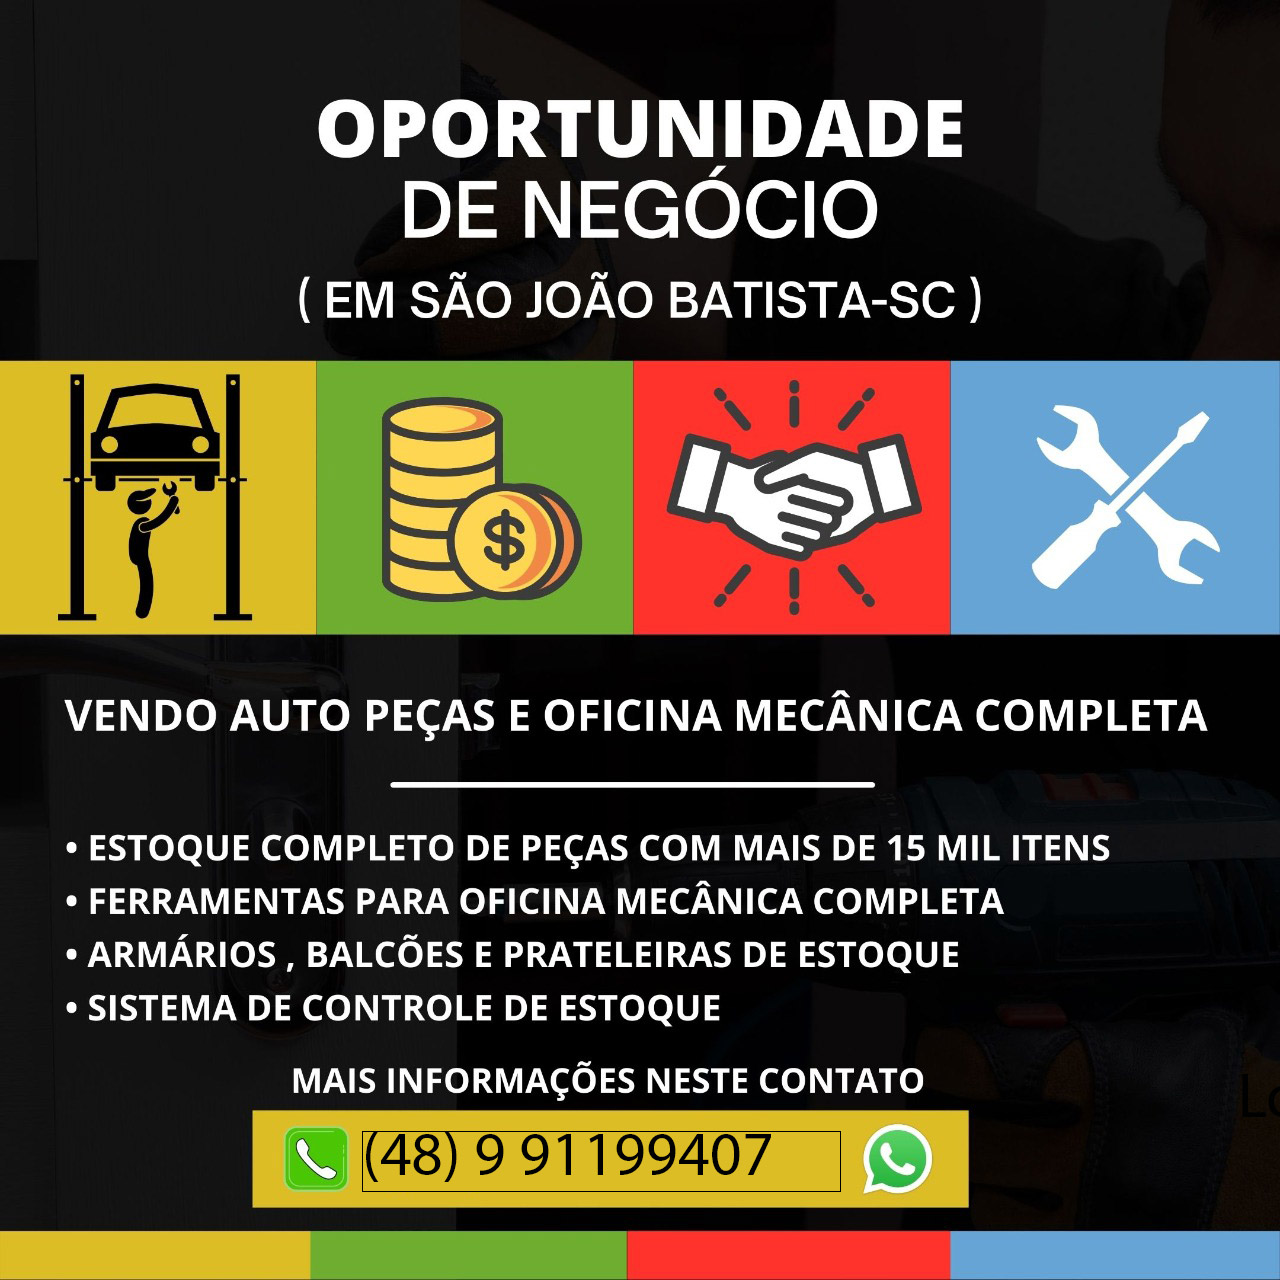 OPORTUNIDADE
DE NEGÓCIO
( EM SÃO JOÃO BATISTA-SC )
$
VENDO AUTO PEÇAS E OFICINA MECÂNICA COMPLETA
• ESTOQUE COMPLETO DE PEÇAS COM MAIS DE 15 MIL ITENS
• FERRAMENTAS PARA OFICINA MECÂNICA COMPLETA
• ARMÁRIOS , BALCÕES E PRATELEIRAS DE ESTOQUE
• SISTEMA DE CONTROLE DE ESTOQUE
MAIS INFORMAÇÕES NESTE CONTATO
(48) 9 91199407